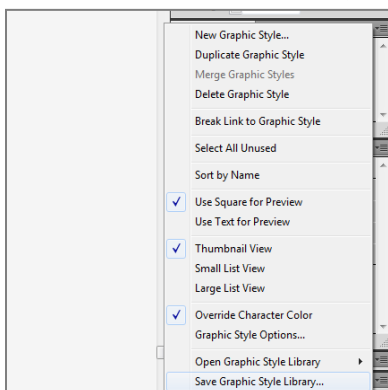 New Graphic Style...
Duplicate Graphic Style
Merge Graphic Styles
Delete Graphic Style
Break Link to Graphic Style
Select All Unused
Sort by Name
Use Square for Preview
Use Text for Preview
Thumbnail View
Small List View
Large List View
Override Character Color
Graphic Style Options...
Open Graphic Style Library
Save Graphic Style Library...